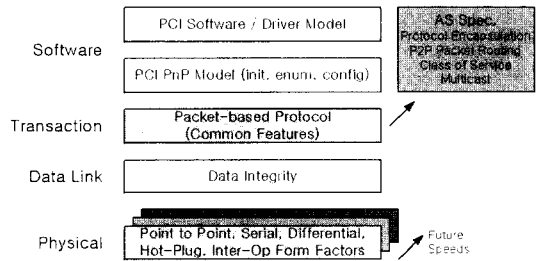 PCI Software / Driver Model
AS Spec.
Protocol Encapsulation
P2P Packet Routing
Class of Service
Multicast
Software
PCI PnP Model (init, enum, config)
Transaction
Packet-based Protocol
(Common Features)
Data Link
Data Integrity
Physical
Point to Point, Serial, Differential,
Hot-Plug, Inter-Op Form Factors
Future
Speeds